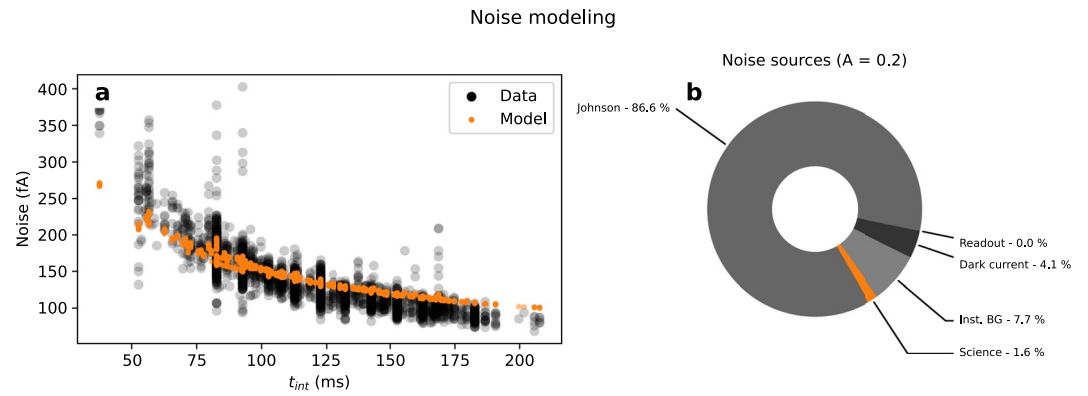 Noise modeling
a
Data
Model
400
350
300
250
200
150
100
Noise (fA)
50
75
100
125
150
175
200
t_int (ms)
Noise sources (A = 0.2)
b
Johnson - 86.6 %
Readout - 0.0 %
Dark current - 4.1 %
Inst. BG - 7.7 %
Science - 1.6 %